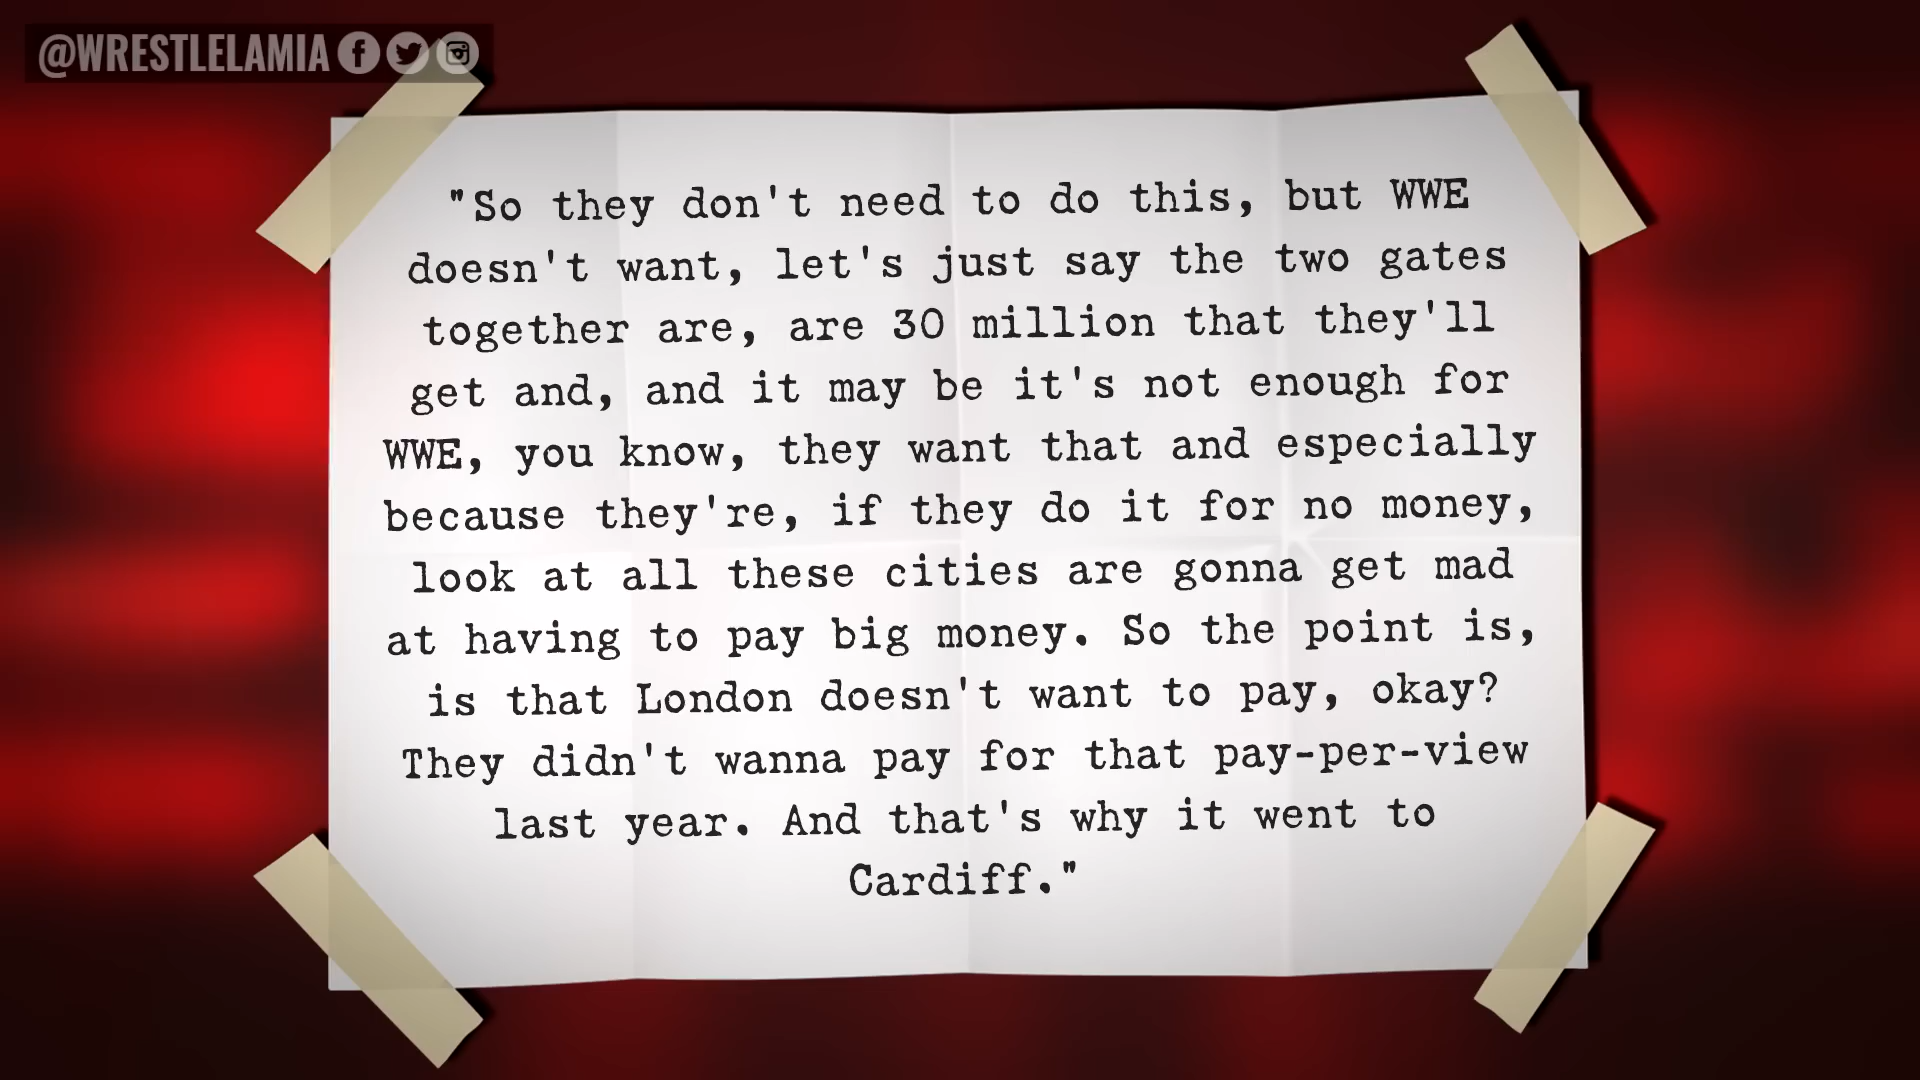 @WRESTLELAMIA
"So they don't need to do this, but WWE
doesn't want, let's just say the two gates
together are, are 30 million that they'll
get and, and it may be it's not enough for
WWE, you know, they want that and especially
because they're, if they do it for no money,
look at all these cities are gonna get mad
at having to pay big money. So the point is,
is that London doesn't want to pay, okay?
They didn't wanna pay for that pay-per-view
last year. And that's why it went to
Cardiff."